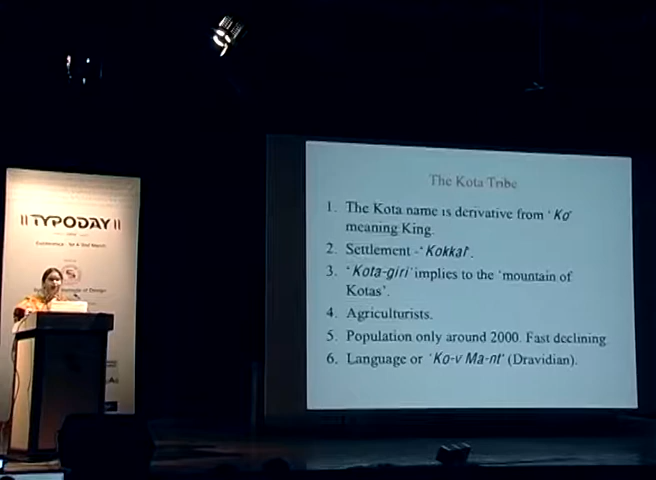 ||TYPODAY||
The Kota Tribe
1. The Kota name is derivative from 'Ko'
meaning King.
2. Settlement -'Kokkal'.
3. 'Kota-giri' implies to the 'mountain of
Kotas'.
4. Agriculturists.
5. Population only around 2000. Fast declining
6. Language or 'Ko-v Ma-nt' (Dravidian).